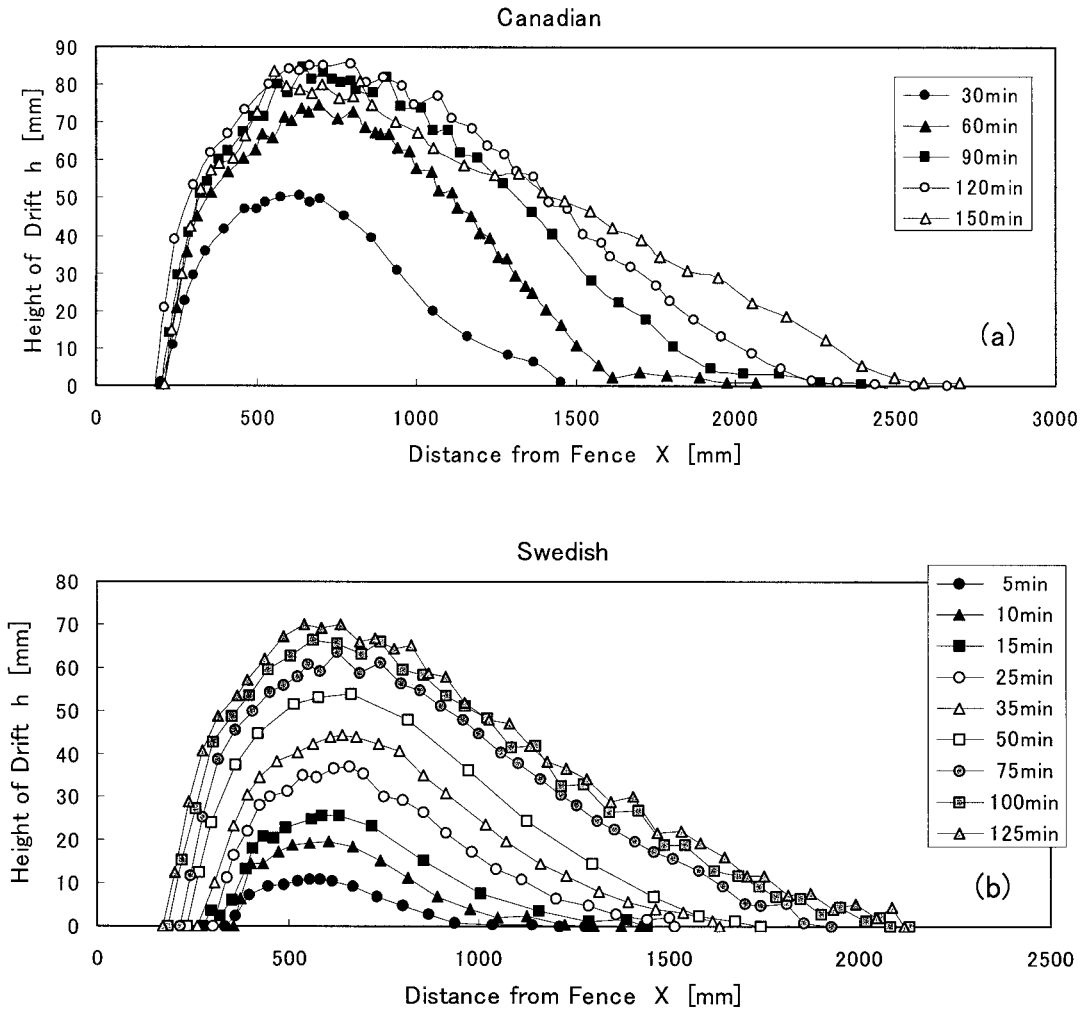 Canadian
Height of Drift h [mm]
90
80
70
60
50
40
30
20
10
0
0 500 1000 1500 2000 2500 3000
Distance from Fence X [mm]
30min
60min
90min
120min
150min
(a)
Swedish
Height of Drift h [mm]
80
70
60
50
40
30
20
10
0
0 500 1000 1500 2000 2500
Distance from Fence X [mm]
5min
10min
15min
25min
35min
50min
75min
100min
125min
(b)